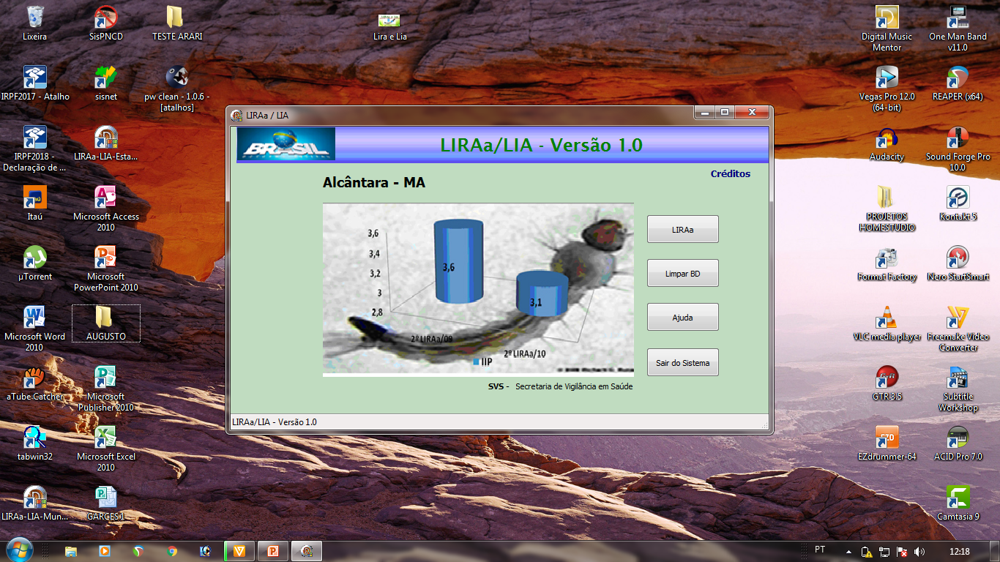 Lixeira
SisPNCD
TESTE ARARI
Lira e Lia
Digital Music
Mentor
One Man Band
v11.0
IRPF2017 - Atalho
sisnet
pw clean - 1.0.6 -
[atalhos]
Vegas Pro 12.0
(64-bit)
REAPER (x64)
IRPF2018 -
Declaração de ...
LIRAa-LIA-Esta...
Audacity
Sound Forge Pro
10.0
Itaú
Microsoft Access
2010
PROJETOS
HOMESTUDIO
Kontakt 5
µTorrent
Microsoft
PowerPoint 2010
Format Factory
Nero StartSmart
Microsoft Word
2010
AUGUSTO
VLC media player
Freemake Video
Converter
aTube Catcher
Microsoft
Publisher 2010
GTR 3.5
Subtitle
Workshop
tabwin32
Microsoft Excel
2010
EZdrummer-64
ACID Pro 7.0
LIRAa-LIA-Mun...
GARCES 1
Camtasia 9
LIRAa / LIA
BRASIL
LIRAa/LIA - Versão 1.0
Créditos
Alcântara - MA
3,6
3,4
3,2
3
2,8
3,6
3,1
2º LIRAa/09
2º LIRAa/10
IIP
LIRAa
Limpar BD
Ajuda
Sair do Sistema
SVS - Secretaria de Vigilância em Saúde
LIRAa/LIA - Versão 1.0
PT
12:18